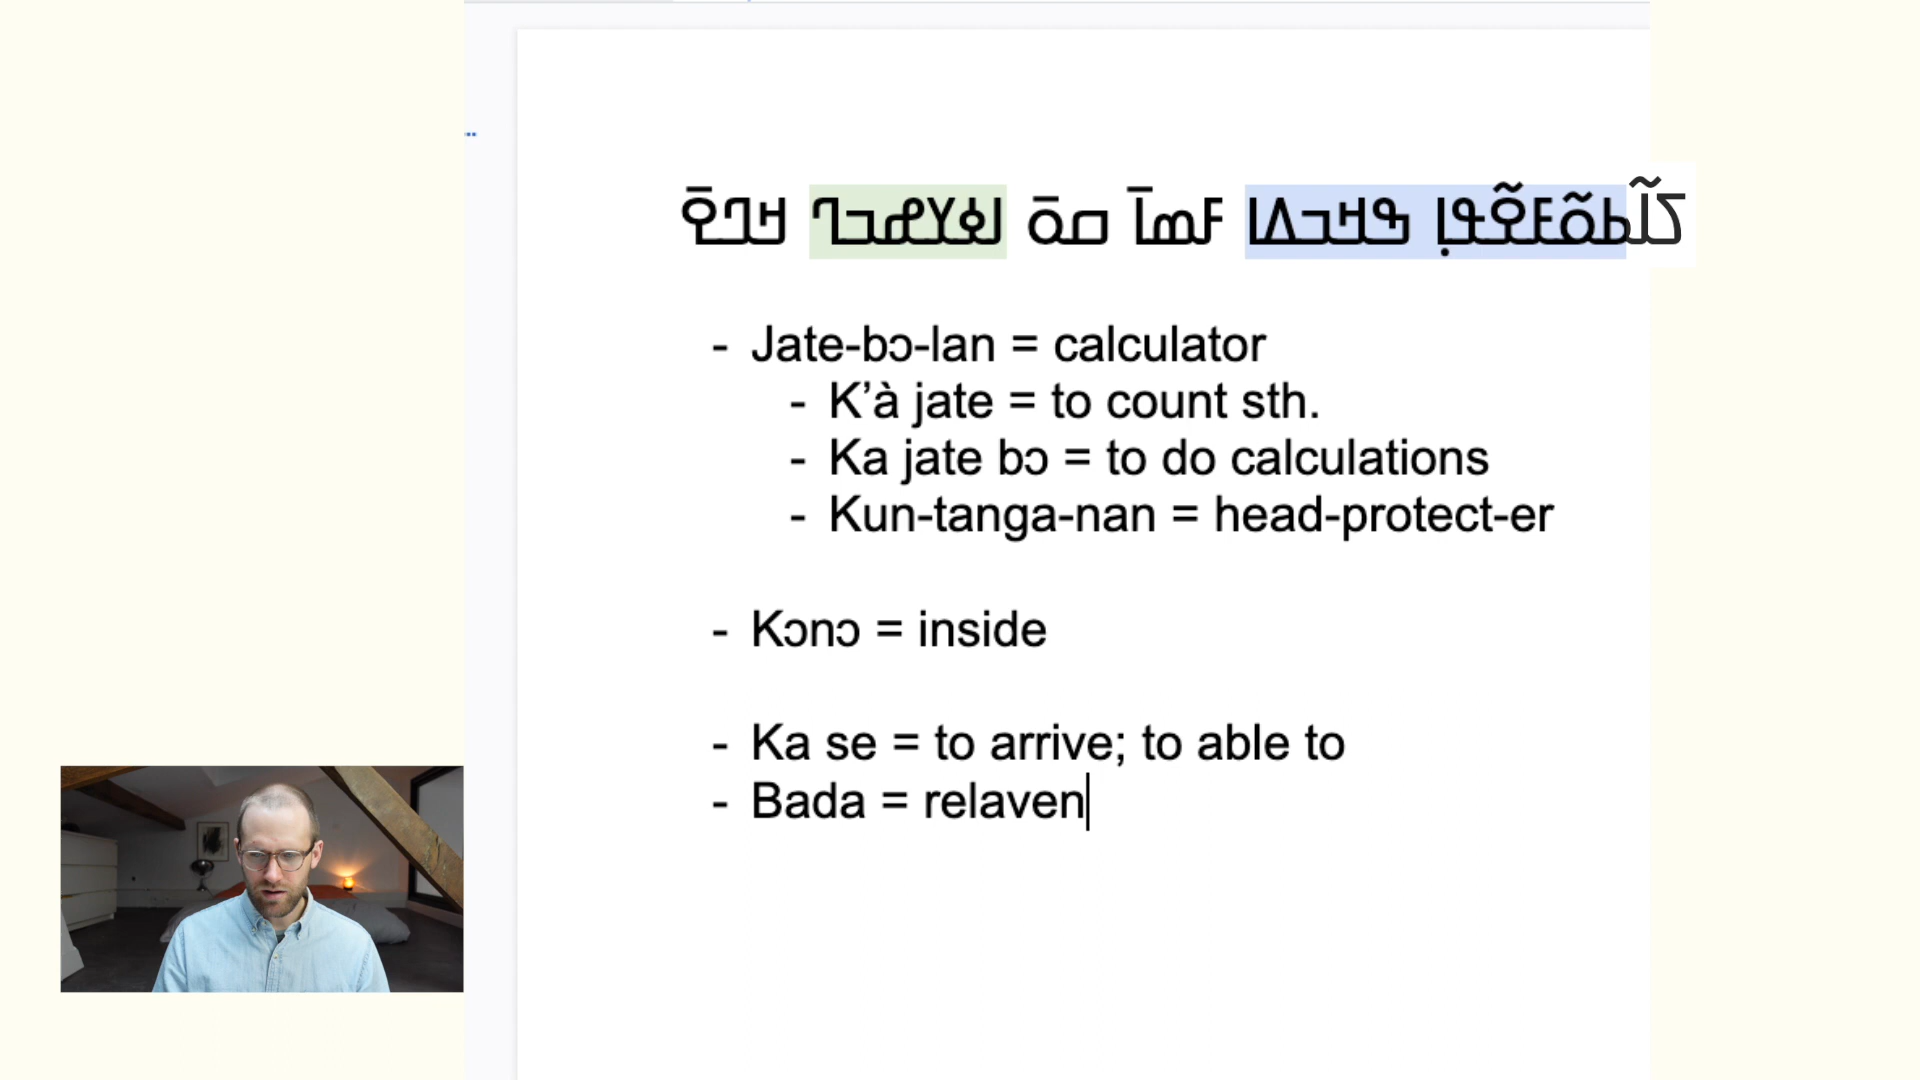 - Jate-bɔ-lan = calculator
- K’à jate = to count sth.
- Ka jate bɔ = to do calculations
- Kun-tanga-nan = head-protect-er
- Kɔnɔ = inside
- Ka se = to arrive; to able to
- Bada = relaven